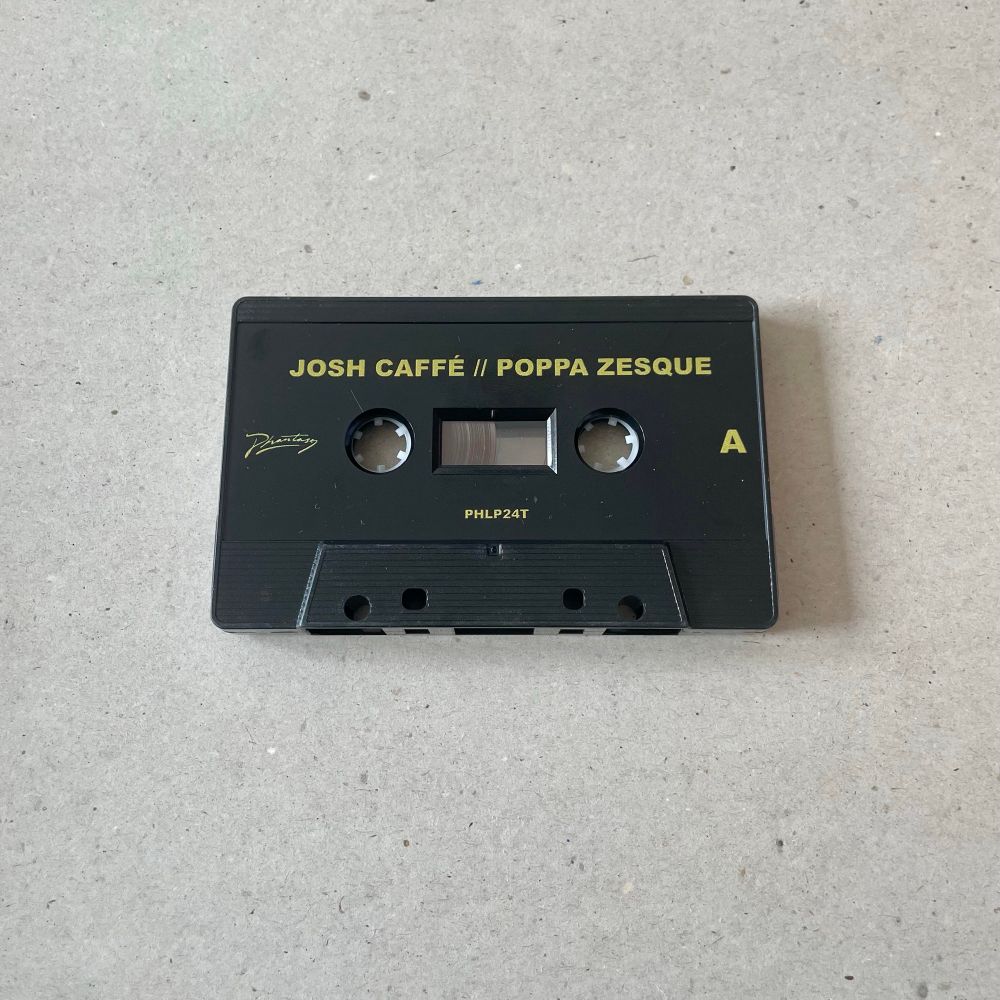 JOSH CAFFÉ // POPPA ZESQUE
Phantasy
A
PHLP24T